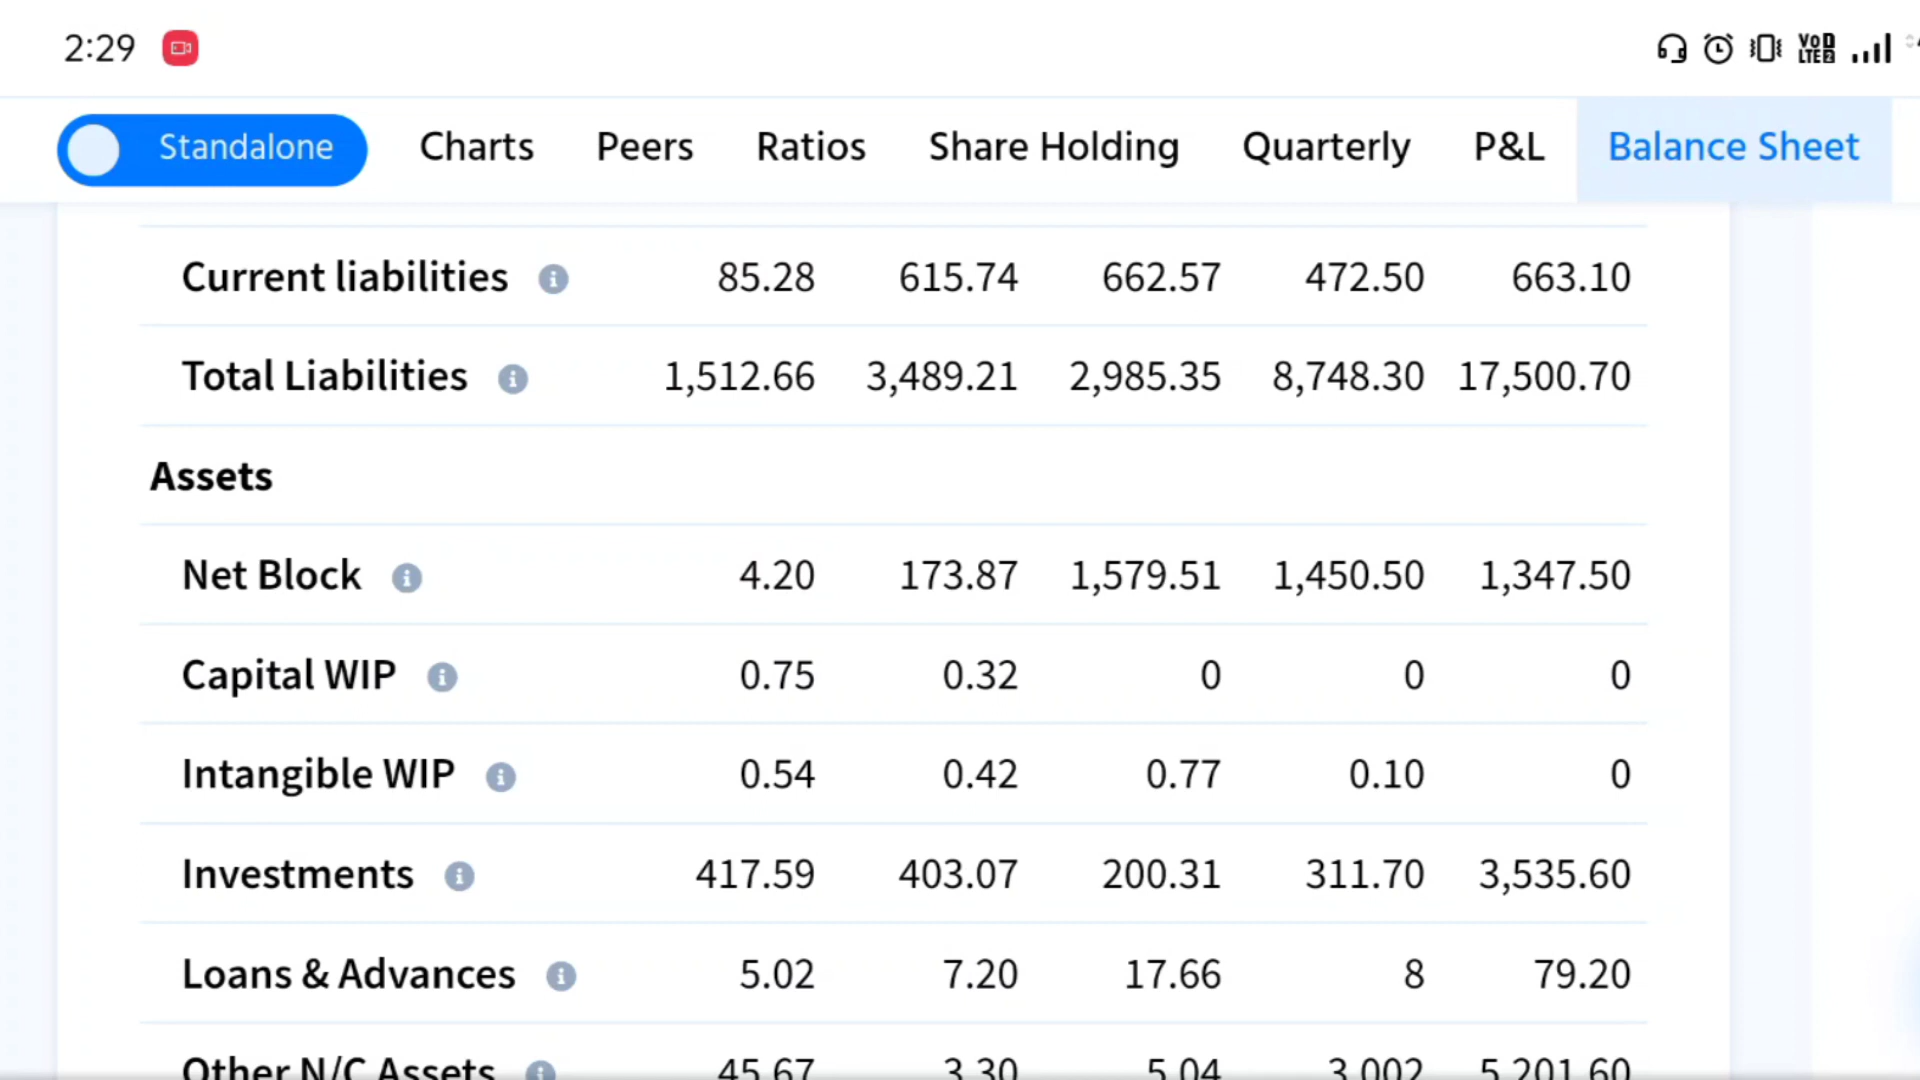 2:29 VoD LTE 2
Standalone Charts Peers Ratios Share Holding Quarterly P&L Balance Sheet
Current liabilities 85.28 615.74 662.57 472.50 663.10
Total Liabilities 1,512.66 3,489.21 2,985.35 8,748.30 17,500.70
Assets
Net Block 4.20 173.87 1,579.51 1,450.50 1,347.50
Capital WIP 0.75 0.32 0 0 0
Intangible WIP 0.54 0.42 0.77 0.10 0
Investments 417.59 403.07 200.31 311.70 3,535.60
Loans & Advances 5.02 7.20 17.66 8 79.20
Other N/C Assets 45.67 3.30 5.04 3,002 5,201.60